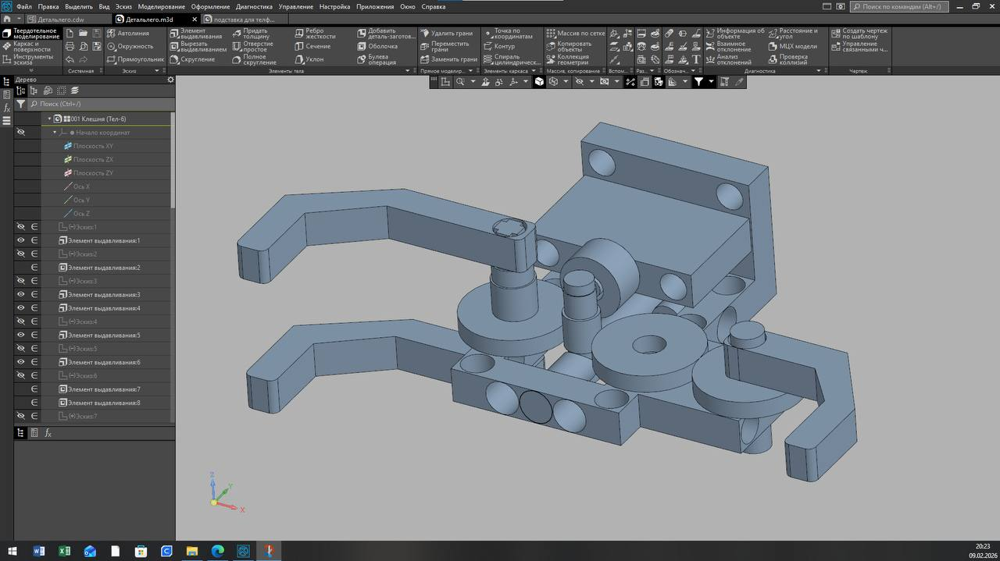 Файл Правка Выделить Вид Эскиз Моделирование Оформление Диагностика Управление Настройка Приложения Окно Справка
Поиск по командам (Alt+/)
Детальлего.cdw
Детальлего.m3d
подставка для телф...
Твердотельное моделирование
Каркас и поверхности
Инструменты эскиза
Системная
Автолиния
Окружность
Прямоугольник
Эскиз
Элемент выдавливания
Вырезать выдавливанием
Скругление
Придать толщину
Отверстие простое
Полное скругление
Ребро жесткости
Сечение
Уклон
Добавить деталь-заготов...
Оболочка
Булева операция
Элементы тела
Удалить грани
Переместить грани
Заменить грани
Прямое моделир...
Точка по координатам
Контур
Спираль цилиндрическ...
Элементы каркаса
Массив по сетке
Копировать объекты
Коллекция геометрии
Массив, копирование
Вспом...
Раз...
Обознач...
Информация об объекте
Взаимное отклонение
Анализ отклонений
Расстояние и угол
МЦХ модели
Проверка коллизий
Диагностика
Создать чертеж по шаблону
Управление связанными ч...
Чертеж
Дерево
Поиск (Ctrl+/)
001 Клешня (Тел-6)
Начало координат
Плоскость XY
Плоскость ZX
Плоскость ZY
Ось X
Ось Y
Ось Z
(-)Эскиз:1
Элемент выдавливания:1
(-)Эскиз:2
Элемент выдавливания:2
(-)Эскиз:3
Элемент выдавливания:3
Элемент выдавливания:4
(-)Эскиз:4
Элемент выдавливания:5
(-)Эскиз:5
Элемент выдавливания:6
(-)Эскиз:6
Элемент выдавливания:7
Элемент выдавливания:8
(+)Эскиз:7
Z
Y
X
20:23
09.02.2026